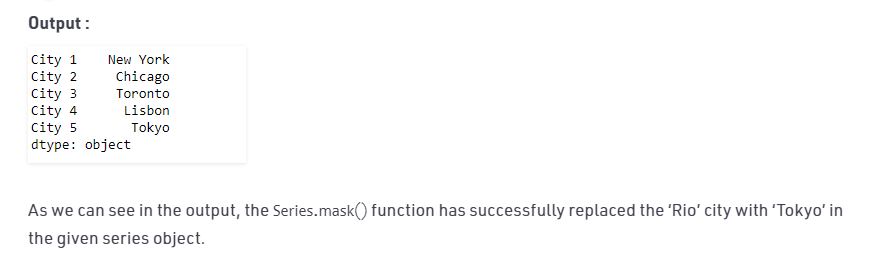 Output :
City 1    New York
City 2     Chicago
City 3     Toronto
City 4      Lisbon
City 5       Tokyo
dtype: object
As we can see in the output, the Series.mask() function has successfully replaced the ‘Rio’ city with ‘Tokyo’ in
the given series object.